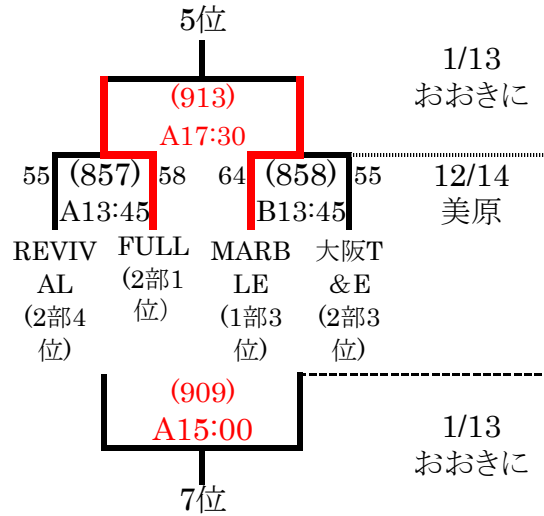 5位
1/13
おおきに
(913)
A17:30
55 (857) 58 64 (858) 55
A13:45 B13:45
12/14
美原
REVIV
AL
(2部4
位)
FULL
(2部1
位）
MARB
LE
(1部3
位)
大阪T
&E
(2部3
位)
(909)
A15:00
1/13
おおきに
7位